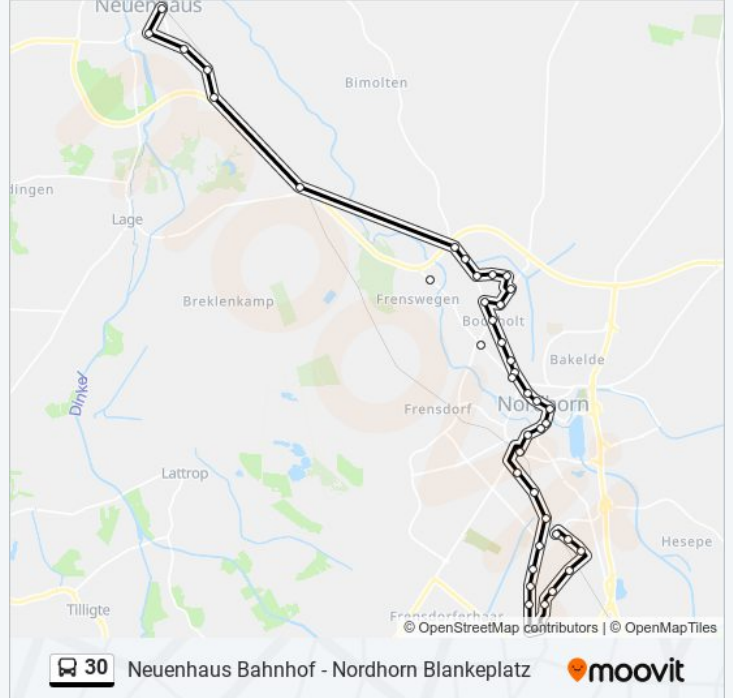 Neuenhaus
Bimolten
dingen
Lage
Breklenkamp
Frenswegen
Bookholt
Bakelde
Dinkel
Frensdorf
Nordhorn
Lattrop
Hesepe
Tilligte
Frensdorferhaar
© OpenStreetMap contributors | © OpenMapTiles
30 Neuenhaus Bahnhof - Nordhorn Blankeplatz
moovit